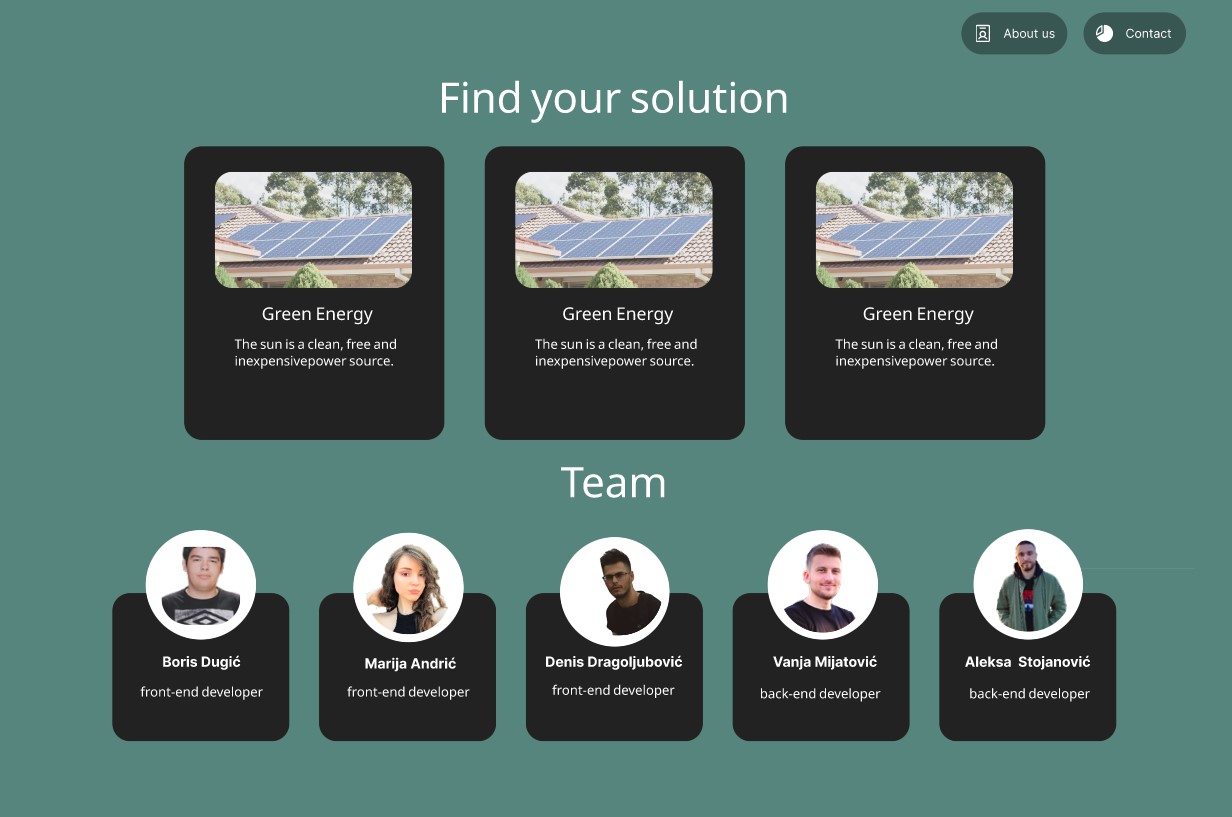 About us
Contact
Find your solution
Green Energy
The sun is a clean, free and
inexpensivepower source.
Green Energy
The sun is a clean, free and
inexpensivepower source.
Green Energy
The sun is a clean, free and
inexpensivepower source.
Team
Boris Dugić
front-end developer
Marija Andrić
front-end developer
Denis Dragoljubović
front-end developer
Vanja Mijatović
back-end developer
Aleksa  Stojanović
back-end developer